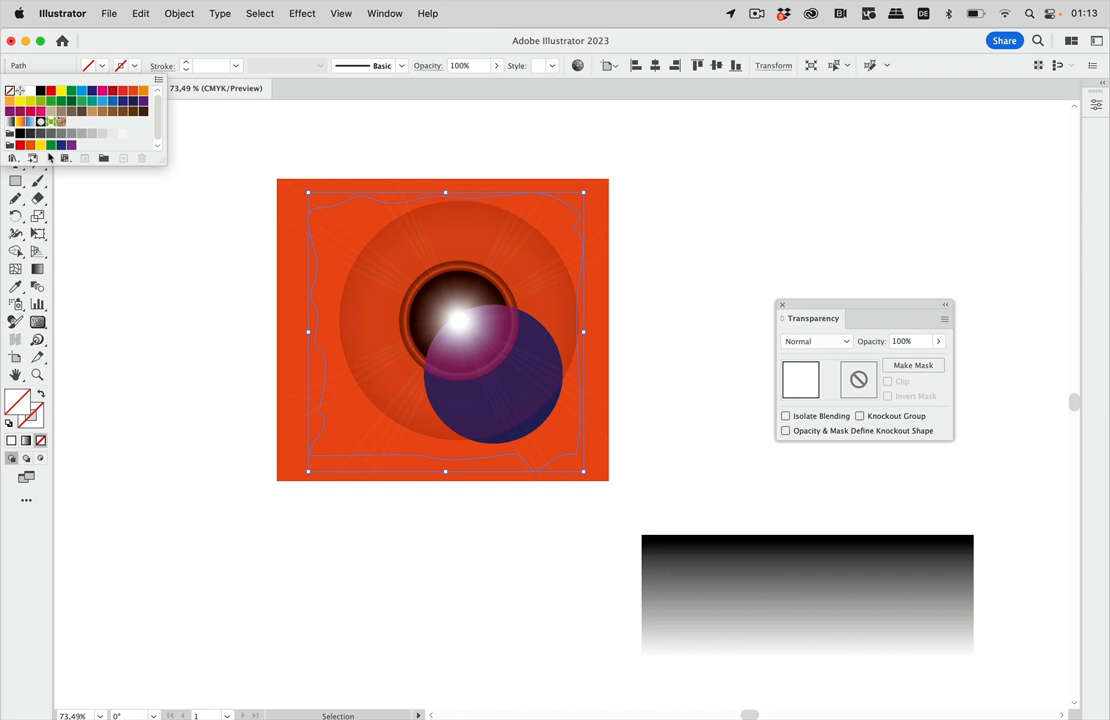 Illustrator File Edit Object Type Select Effect View Window Help 01:13
Adobe Illustrator 2023 Share
Path Stroke: Basic Opacity: 100% Style: Transform
73,49 % (CMYK/Preview)
Transparency
Normal Opacity: 100%
Make Mask
Clip
Invert Mask
Isolate Blending Knockout Group
Opacity & Mask Define Knockout Shape
73,49% 0° 1 Selection